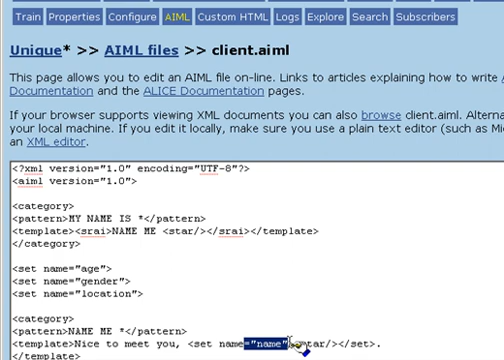 Train Properties Configure AIML Custom HTML Logs Explore Search Subscribers
Unique* >> AIML files >> client.aiml
This page allows you to edit an AIML file on-line. Links to articles explaining how to write
Documentation and the ALICE Documentation pages.
If your browser supports viewing XML documents you can also browse client.aiml. Alternat
your local machine. If you edit it locally, make sure you use a plain text editor (such as Mi
an XML editor.
<?xml version="1.0" encoding="UTF-8"?>
<aiml version="1.0">
<category>
<pattern>MY NAME IS *</pattern>
<template><srai>NAME ME <star/></srai></template>
</category>
<set name="age">
<set name="gender">
<set name="location">
<category>
<pattern>NAME ME *</pattern>
<template>Nice to meet you, <set name="name" star/></set>.
</template>